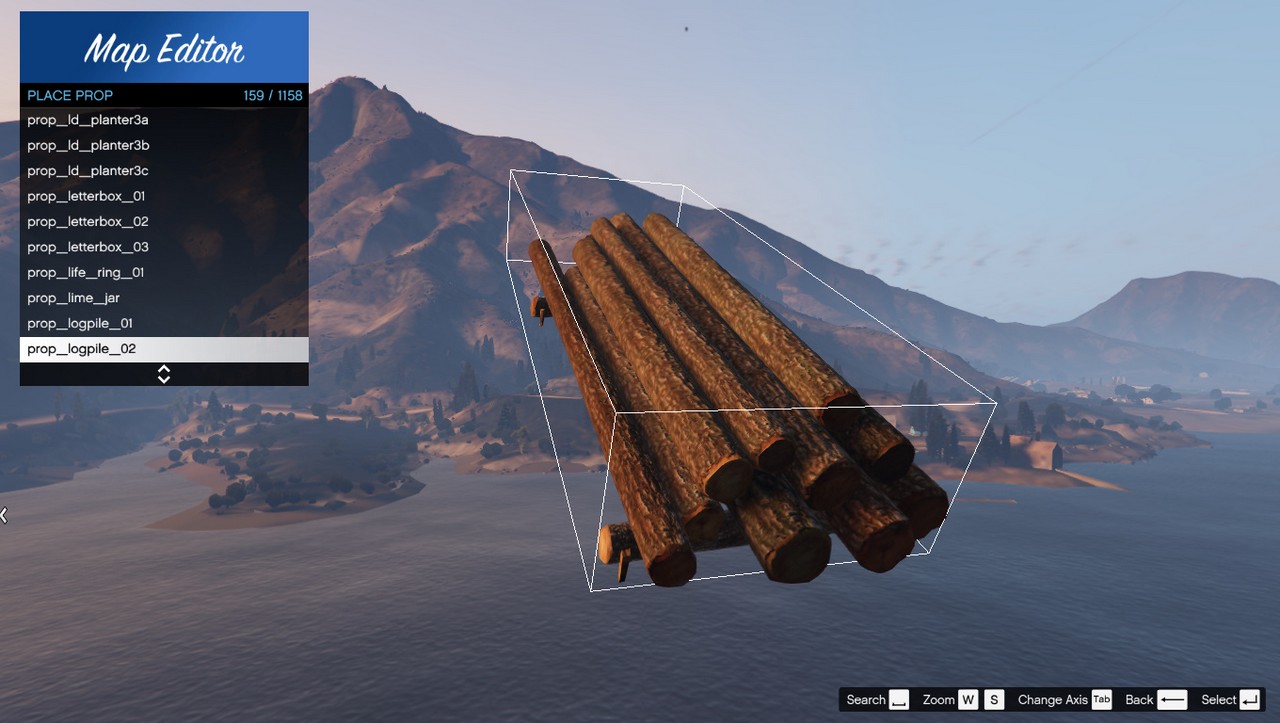 Map Editor
PLACE PROP 159 / 1158
prop_ld_planter3a
prop_ld_planter3b
prop_ld_planter3c
prop_letterbox_01
prop_letterbox_02
prop_letterbox_03
prop_life_ring_01
prop_lime_jar
prop_logpile_01
prop_logpile_02
Search Zoom W S Change Axis Tab Back Select